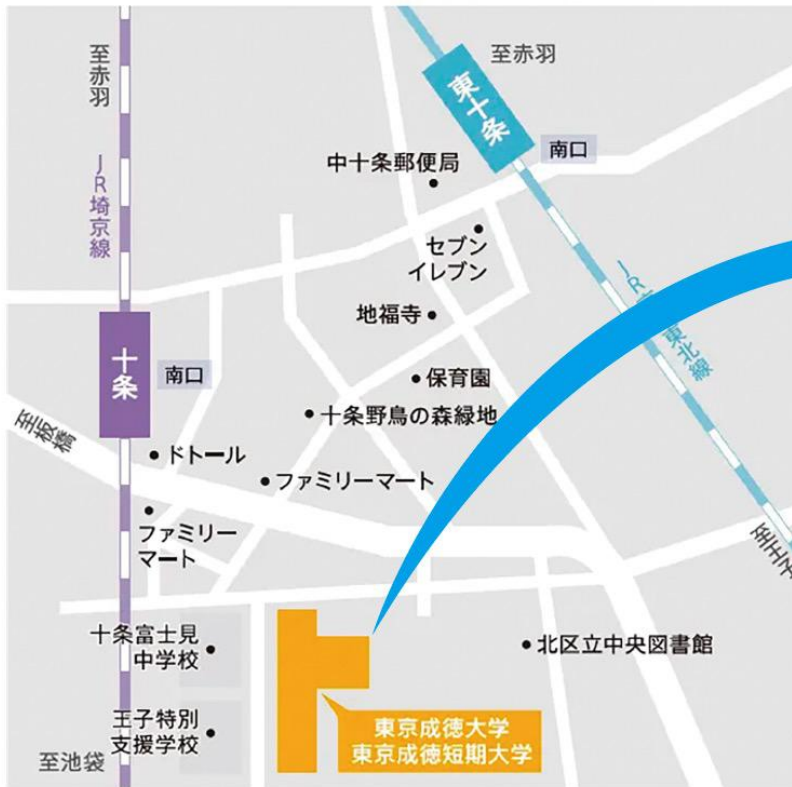 至赤羽
至赤羽
東十条
南口
中十条郵便局
JR埼京線
セブン
イレブン
地福寺
十条
南口
保育園
十条野鳥の森緑地
至板橋
ドトール
ファミリーマート
ファミリー
マート
至王子
十条富士見
中学校
北区立中央図書館
王子特別
支援学校
東京成徳大学
東京成徳短期大学
至池袋